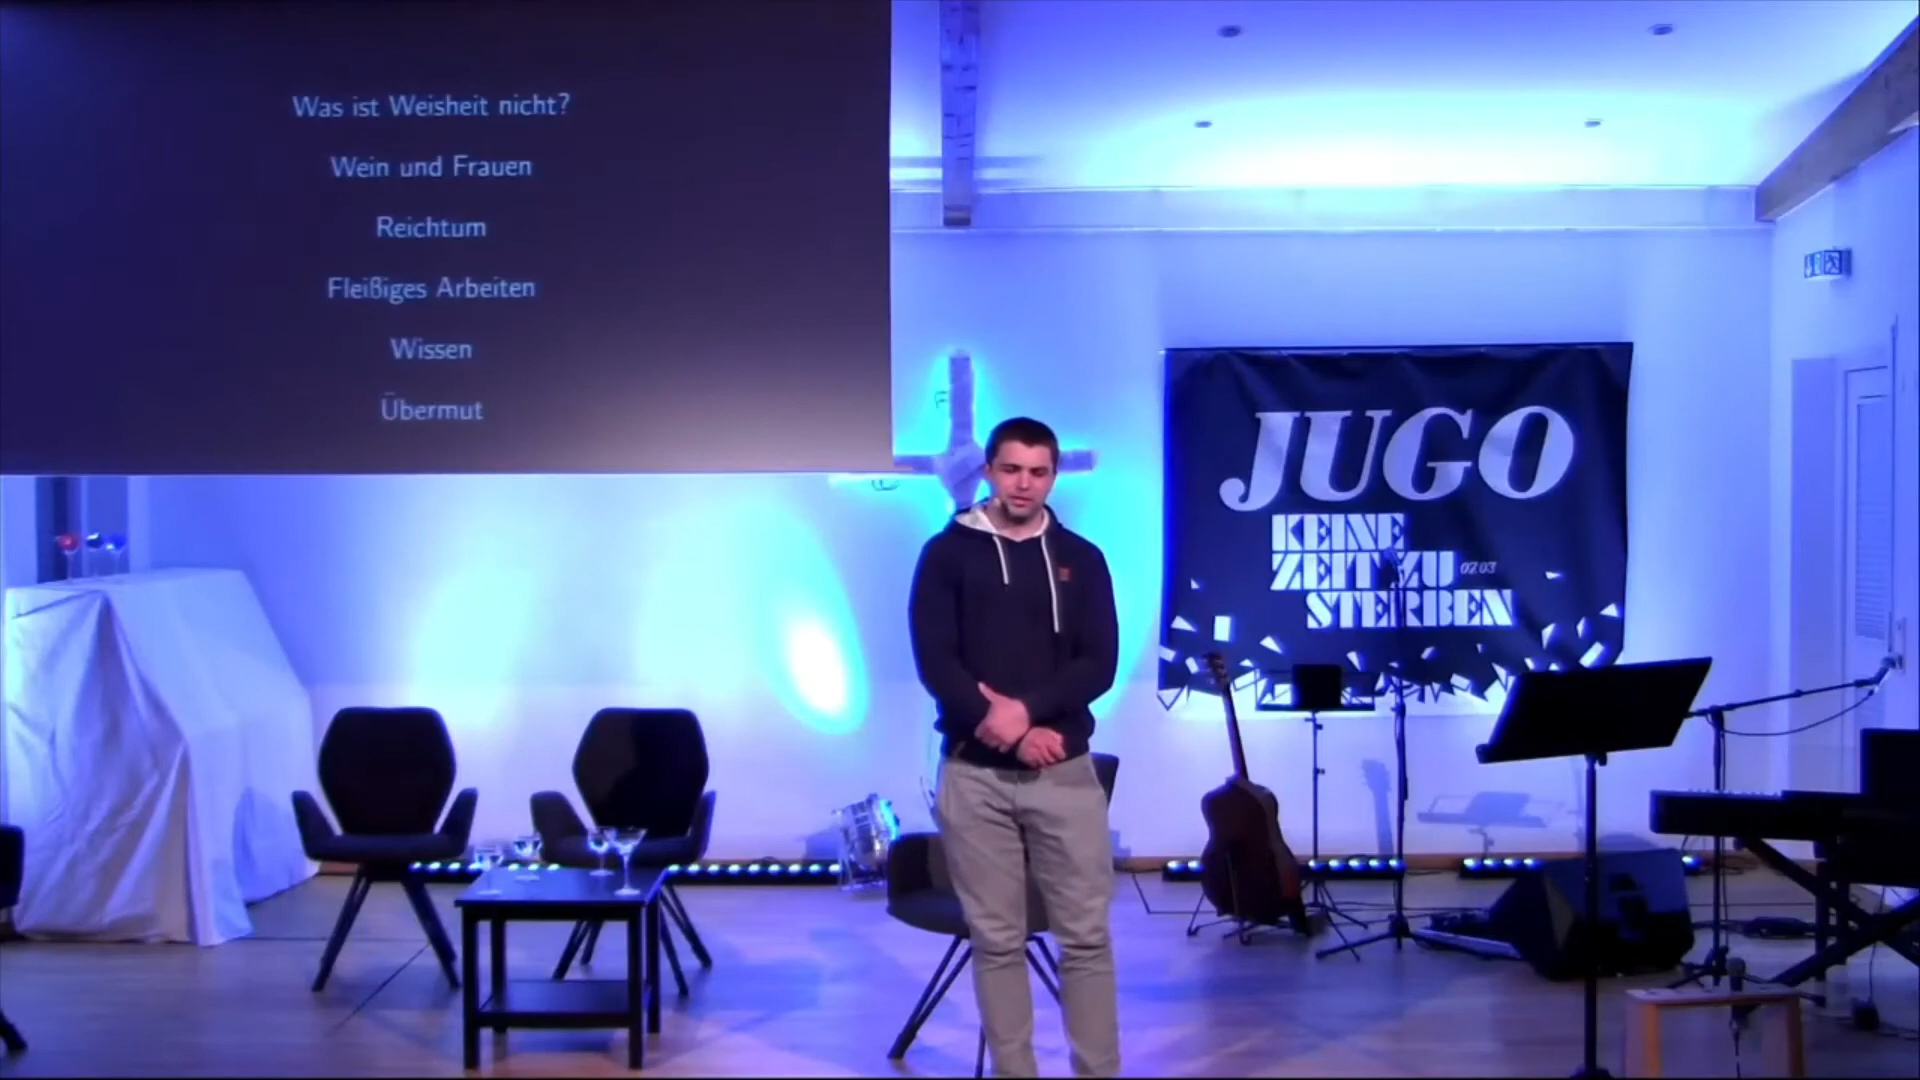 Was ist Weisheit nicht?
Wein und Frauen
Reichtum
Fleißiges Arbeiten
Wissen
Übermut
JUGO
KEINE
ZEIT ZU 07.03
STERBEN